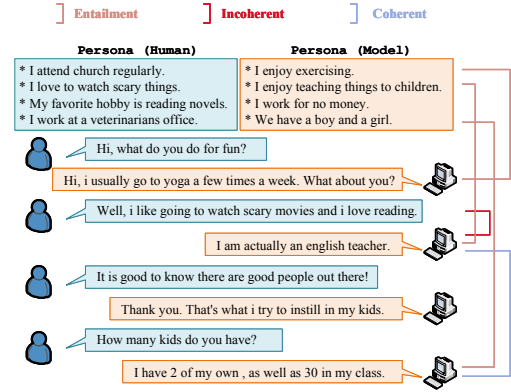 Entailment Incoherent Coherent
Persona (Human) Persona (Model)
* I attend church regularly.
* I love to watch scary things.
* My favorite hobby is reading novels.
* I work at a veterinarians office.
* I enjoy exercising.
* I enjoy teaching things to children.
* I work for no money.
* We have a boy and a girl.
Hi, what do you do for fun?
Hi, i usually go to yoga a few times a week. What about you?
Well, i like going to watch scary movies and i love reading.
I am actually an english teacher.
It is good to know there are good people out there!
Thank you. That's what i try to instill in my kids.
How many kids do you have?
I have 2 of my own , as well as 30 in my class.